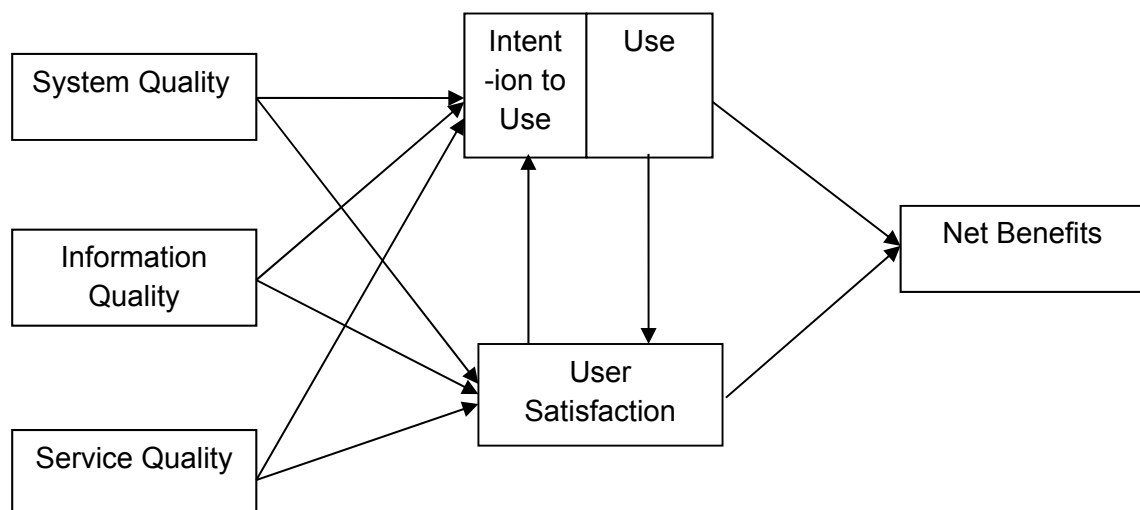 System Quality
Intent
-ion to
Use
Use
Information
Quality
Net Benefits
User
Satisfaction
Service Quality